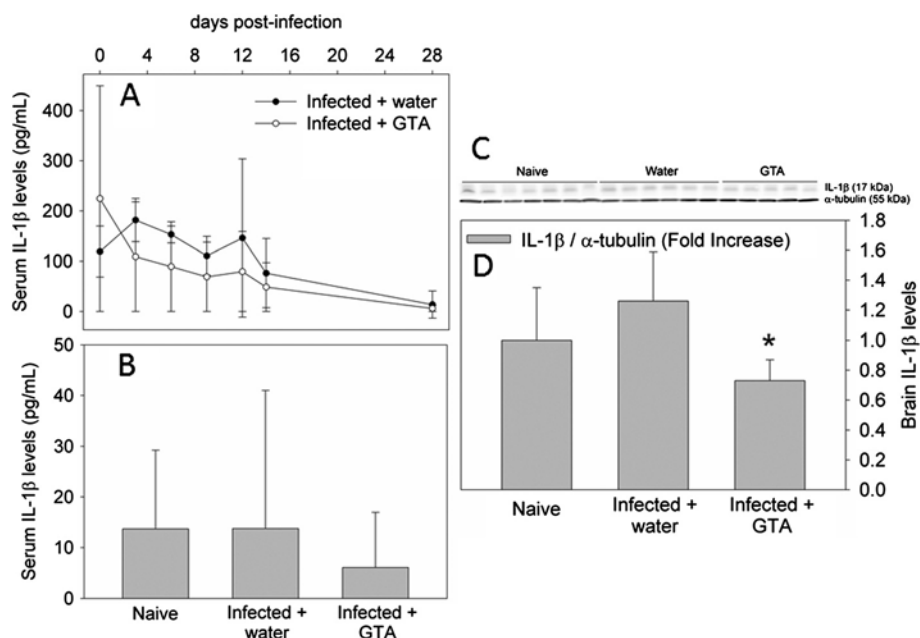 days post-infection
0 4 8 12 16 20 24 28
A
Serum IL-1β levels (pg/mL)
400
300
200
100
0
Infected + water
Infected + GTA
B
Serum IL-1β levels (pg/mL)
50
40
30
20
10
0
Naive
Infected + water
Infected + GTA
C
Naive Water GTA
IL-1β (17 kDa)
α-tubulin (55 kDa)
D
IL-1β / α-tubulin (Fold Increase)
*
1.8
1.6
1.4
1.2
1.0
0.8
0.6
0.4
0.2
0.0
Brain IL-1β levels
Naive
Infected + water
Infected + GTA